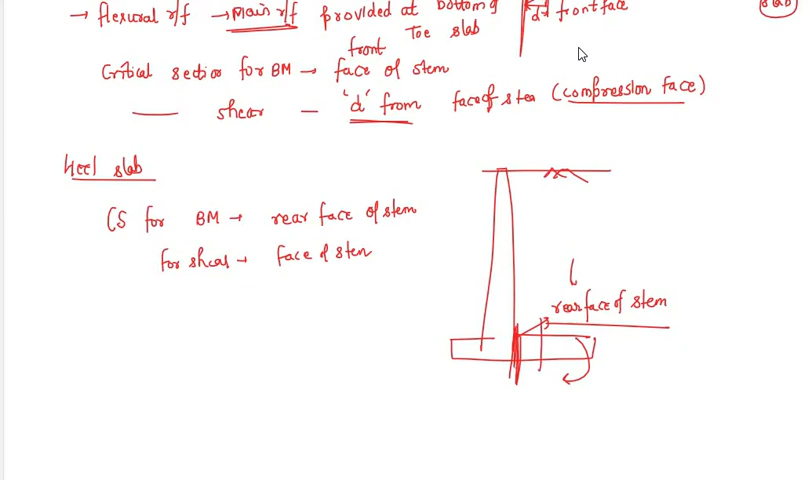 → flexural r/f → Main r/f provided at bottom of
front Toe slab
'd' front face
slab
Critical section for BM → face of stem
— shear — 'd' from face of stem (compression face)
Heel slab
CS for BM → rear face of stem
for shear → face of stem
rear face of stem